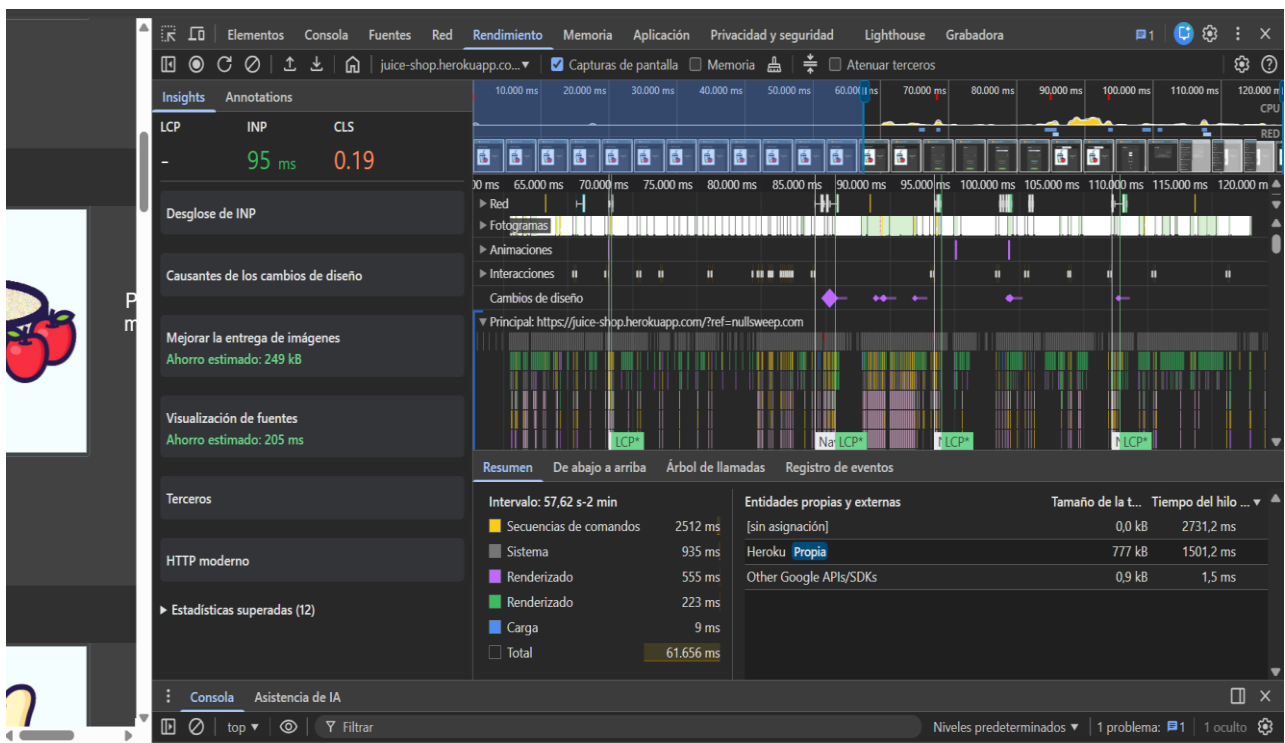 Elementos Consola Fuentes Red Rendimiento Memoria Aplicación Privacidad y seguridad Lighthouse Grabadora 1
juice-shop.herokuapp.co... Capturas de pantalla Memoria Atenuar terceros
Insights Annotations
LCP INP CLS
- 95 ms 0.19
Desglose de INP
Causantes de los cambios de diseño
Mejorar la entrega de imágenes
Ahorro estimado: 249 kB
Visualización de fuentes
Ahorro estimado: 205 ms
Terceros
HTTP moderno
Estadísticas superadas (12)
P
m
10.000 ms 20.000 ms 30.000 ms 40.000 ms 50.000 ms 60.000 ms 70.000 ms 80.000 ms 90.000 ms 100.000 ms 110.000 ms 120.000 m
CPU
RED
00 ms 65.000 ms 70.000 ms 75.000 ms 80.000 ms 85.000 ms 90.000 ms 95.000 ms 100.000 ms 105.000 ms 110.000 ms 115.000 ms 120.000 m
Red
Fotogramas
Animaciones
Interacciones
Cambios de diseño
Principal: https://juice-shop.herokuapp.com/?ref=nullsweep.com
LCP* Na LCP* LCP* LCP*
Resumen De abajo a arriba Árbol de llamadas Registro de eventos
Intervalo: 57,62 s-2 min
Secuencias de comandos 2512 ms
Sistema 935 ms
Renderizado 555 ms
Renderizado 223 ms
Carga 9 ms
Total 61.656 ms
Entidades propias y externas Tamaño de la t... Tiempo del hilo ...
[sin asignación] 0,0 kB 2731,2 ms
Heroku Propia 777 kB 1501,2 ms
Other Google APIs/SDKs 0,9 kB 1,5 ms
Consola Asistencia de IA
top Filtrar Niveles predeterminados 1 problema: 1 1 oculto